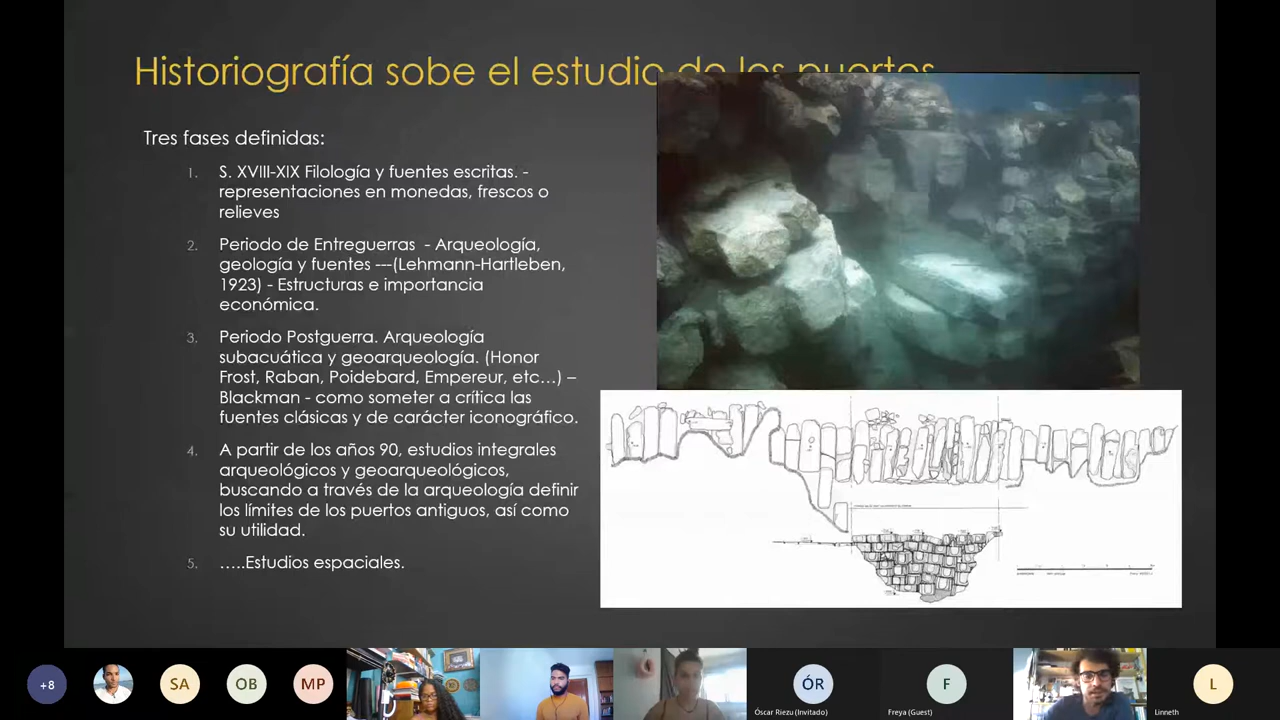 Historiografía sobe el estudio de los puertos
Tres fases definidas:
1. S. XVIII-XIX Filología y fuentes escritas. -
representaciones en monedas, frescos o
relieves
2. Periodo de Entreguerras - Arqueología,
geología y fuentes ---(Lehmann-Hartleben,
1923) - Estructuras e importancia
económica.
3. Periodo Postguerra. Arqueología
subacuática y geoarqueología. (Honor
Frost, Raban, Poidebard, Empereur, etc…) –
Blackman - como someter a crítica las
fuentes clásicas y de carácter iconográfico.
4. A partir de los años 90, estudios integrales
arqueológicos y geoarqueológicos,
buscando a través de la arqueología definir
los límites de los puertos antiguos, así como
su utilidad.
5. …..Estudios espaciales.
+8
SA
OB
MP
ÓR
Óscar Riezu (Invitado)
F
Freya (Guest)
L
Linneth